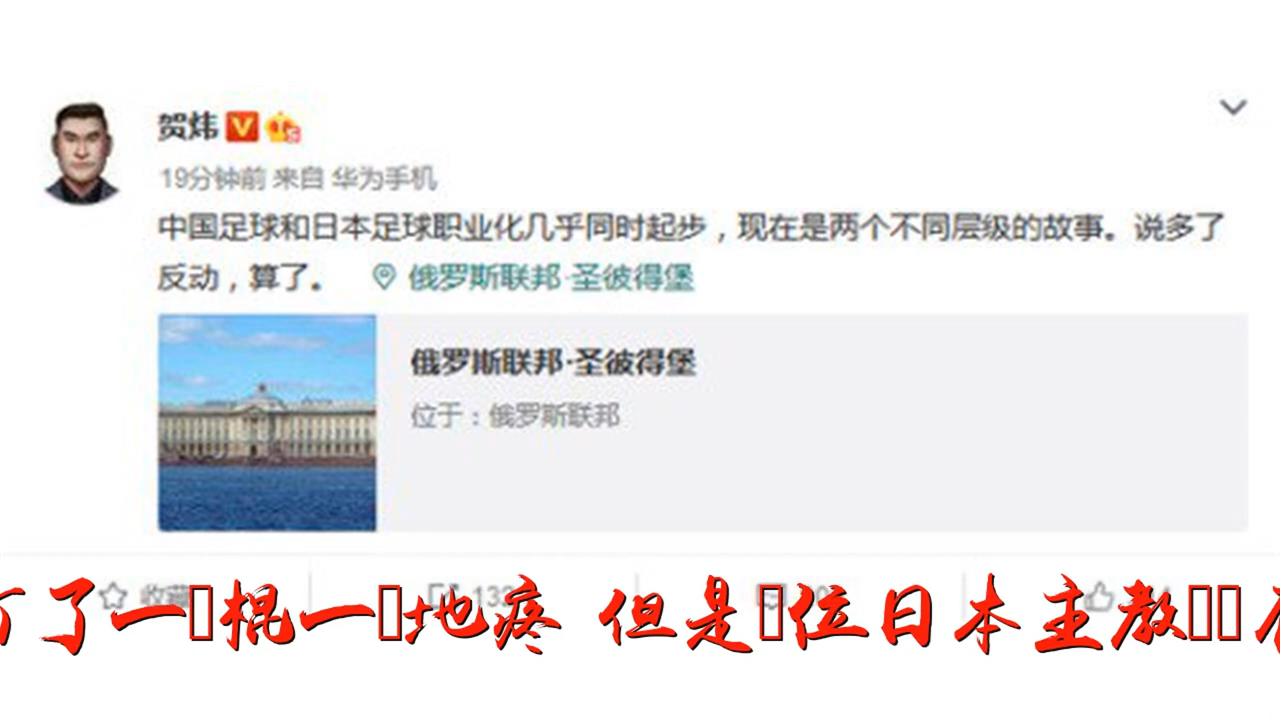 贺炜
19分钟前 来自 华为手机
中国足球和日本足球职业化几乎同时起步，现在是两个不同层级的故事。说多了
反动，算了。 俄罗斯联邦·圣彼得堡
俄罗斯联邦·圣彼得堡
位于：俄罗斯联邦
收藏
了一 棍一 地疼 但是 位日本主教